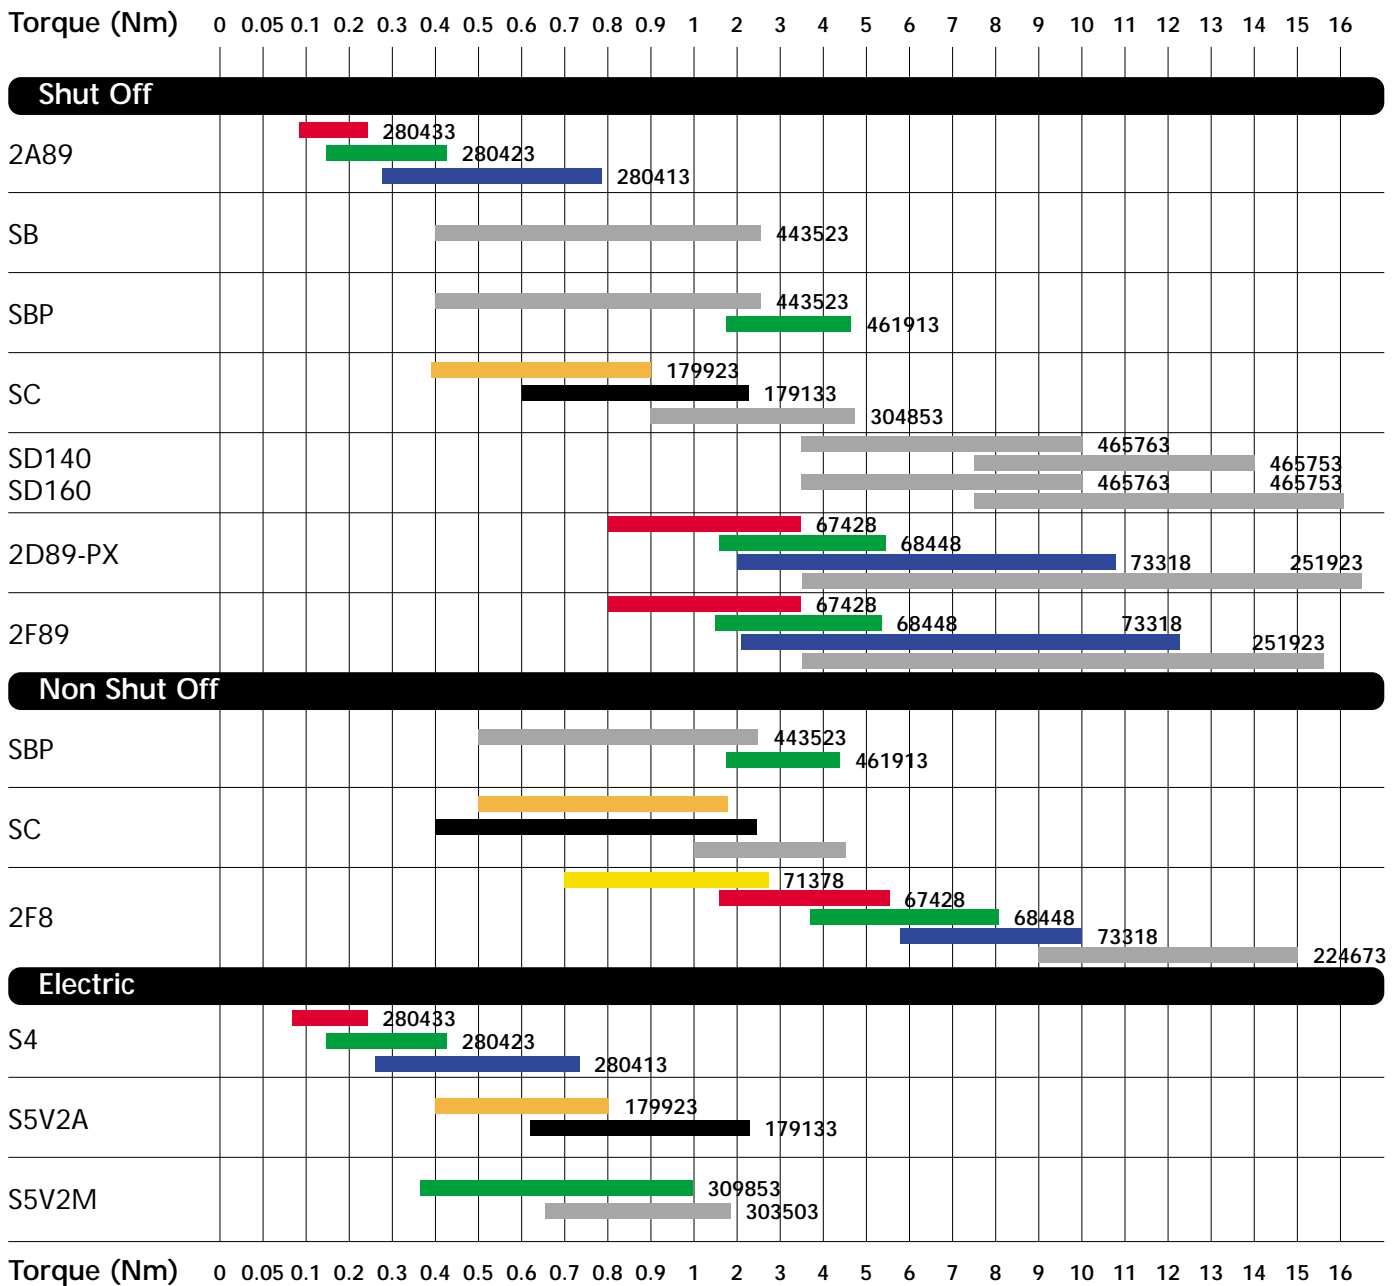 Torque (Nm) 0 0.05 0.1 0.2 0.3 0.4 0.5 0.6 0.7 0.8 0.9 1 2 3 4 5 6 7 8 9 10 11 12 13 14 15 16
Shut Off
2A89
280433
280423
280413
SB
443523
SBP
443523
461913
SC
179923
179133
304853
SD140
465763
465753
SD160
465763 465753
2D89-PX
67428
68448
73318 251923
2F89
67428
68448 73318
251923
Non Shut Off
SBP
443523
461913
SC
2F8
71378
67428
68448
73318
224673
Electric
S4
280433
280423
280413
S5V2A
179923
179133
S5V2M
309853
303503
Torque (Nm) 0 0.05 0.1 0.2 0.3 0.4 0.5 0.6 0.7 0.8 0.9 1 2 3 4 5 6 7 8 9 10 11 12 13 14 15 16